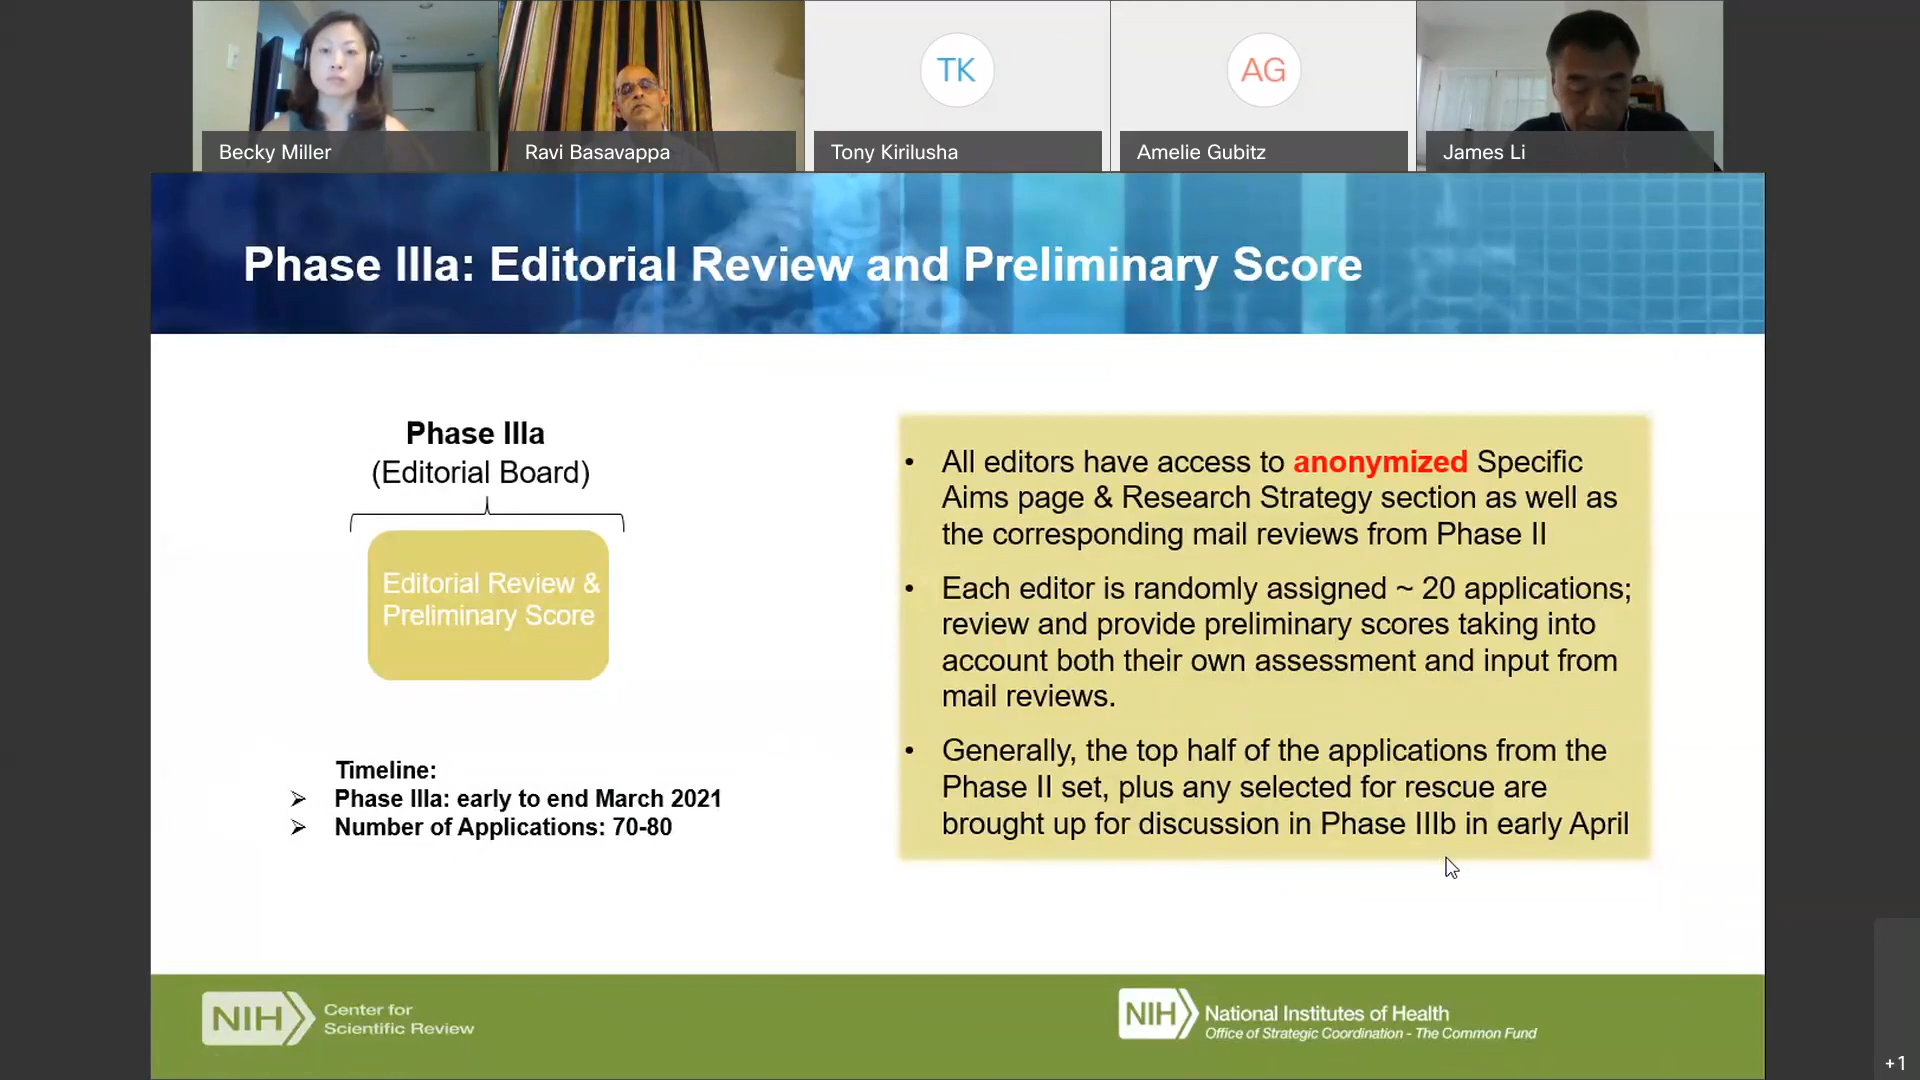 TK
AG
Becky Miller
Ravi Basavappa
Tony Kirilusha
Amelie Gubitz
James Li
Phase IIIa: Editorial Review and Preliminary Score
Phase IIIa
(Editorial Board)
Editorial Review &
Preliminary Score
Timeline:
➢ Phase IIIa: early to end March 2021
➢ Number of Applications: 70-80
• All editors have access to anonymized Specific
Aims page & Research Strategy section as well as
the corresponding mail reviews from Phase II
• Each editor is randomly assigned ~ 20 applications;
review and provide preliminary scores taking into
account both their own assessment and input from
mail reviews.
• Generally, the top half of the applications from the
Phase II set, plus any selected for rescue are
brought up for discussion in Phase IIIb in early April
NIH
Center for
Scientific Review
NIH
National Institutes of Health
Office of Strategic Coordination - The Common Fund
+1